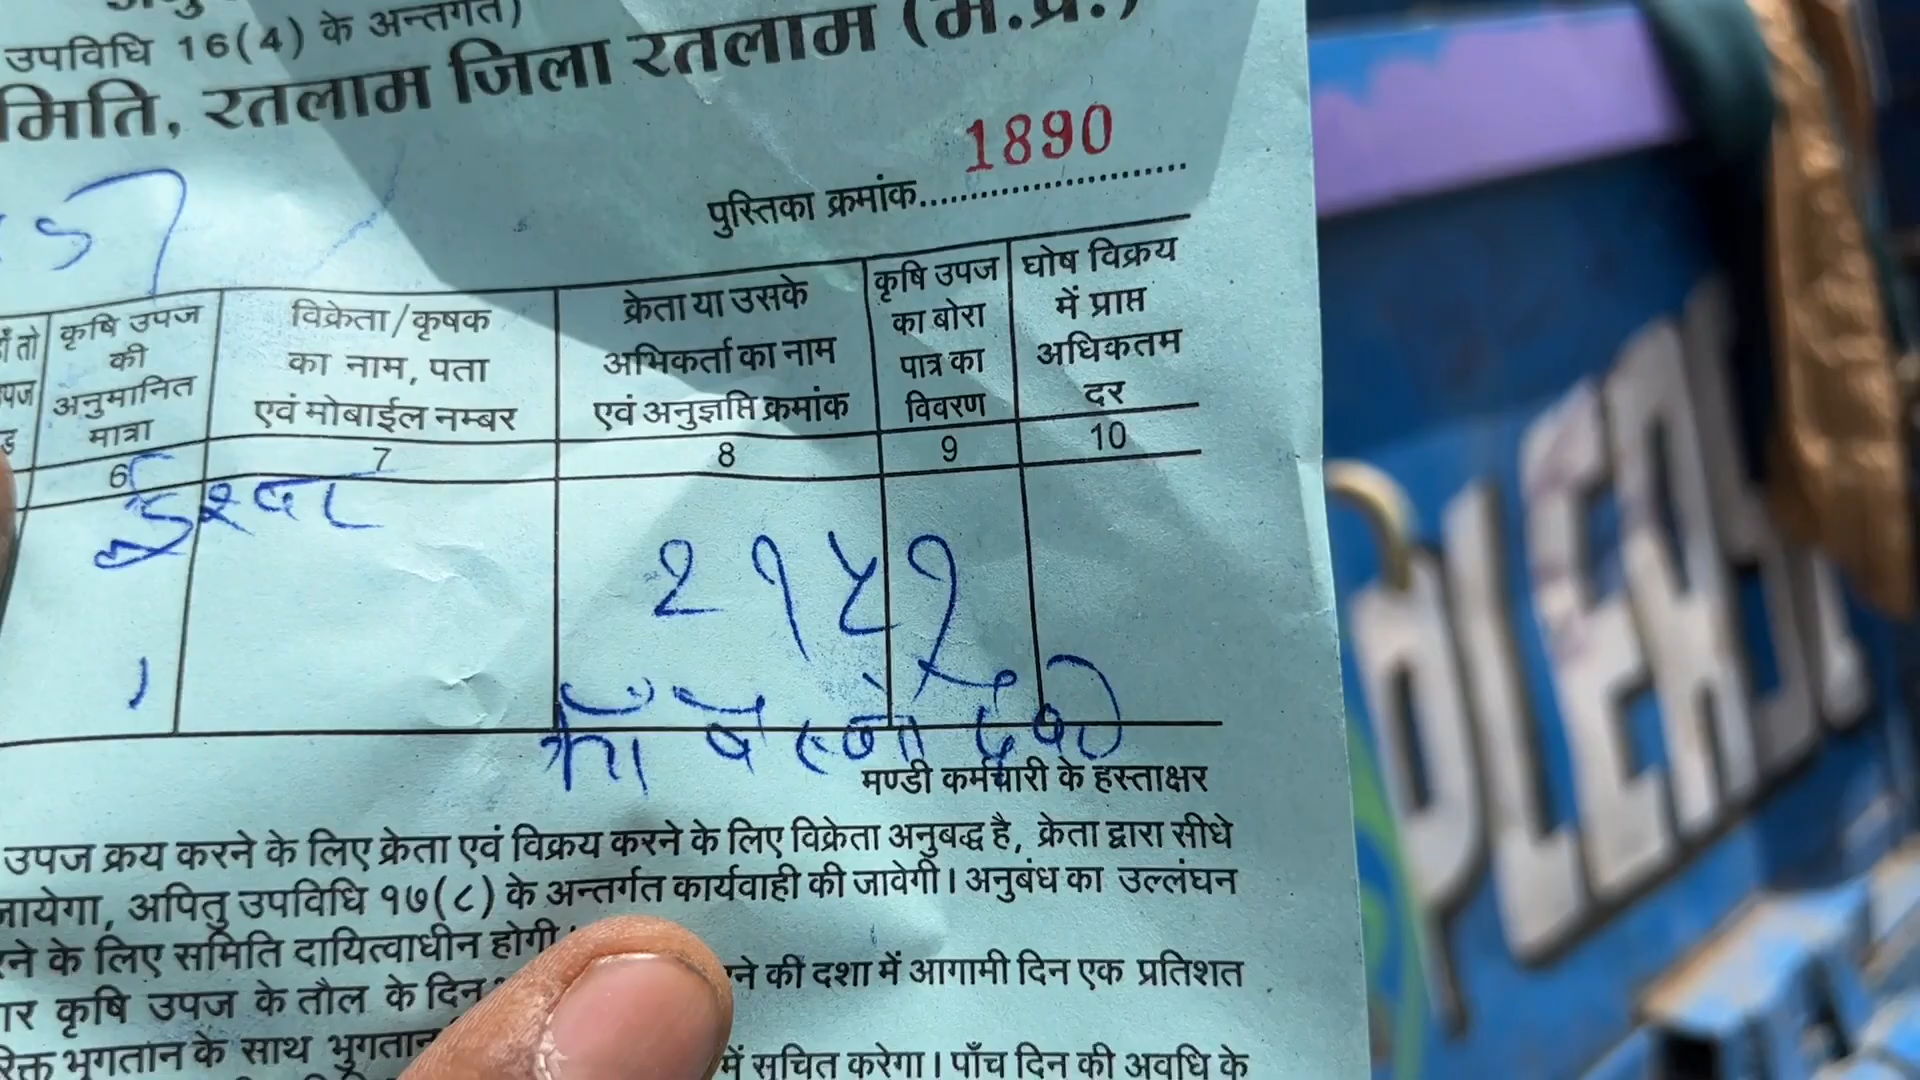 उपविधि 16(4) के अन्तर्गत)
मिति, रतलाम जिला रतलाम (म.प्र.)
1890
पुस्तिका क्रमांक
कृषि उपज की अनुमानित मात्रा
विक्रेता/कृषक का नाम, पता एवं मोबाईल नम्बर
क्रेता या उसके अभिकर्ता का नाम एवं अनुज्ञप्ति क्रमांक
कृषि उपज का बोरा पात्र का विवरण
घोष विक्रय में प्राप्त अधिकतम दर
6 7 8 9 10
ईश्वर
२१५१
मण्डी कर्मचारी के हस्ताक्षर
उपज क्रय करने के लिए क्रेता एवं विक्रय करने के लिए विक्रेता अनुबद्ध है, क्रेता द्वारा सीधे
जायेगा, अपितु उपविधि १७(८) के अन्तर्गत कार्यवाही की जावेगी। अनुबंध का उल्लंघन
रने के लिए समिति दायित्वाधीन होगी
ने की दशा में आगामी दिन एक प्रतिशत
ार कृषि उपज के तौल के दिन
के साथ भुगतान
में सूचित करेगा। पाँच दिन की अवधि के